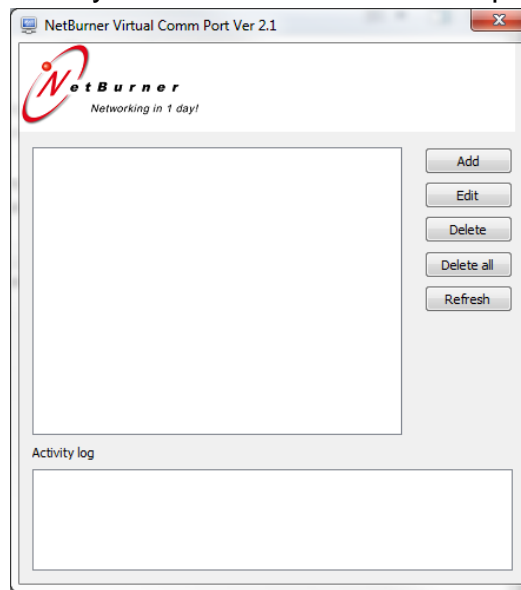 NetBurner Virtual Comm Port Ver 2.1
NetBurner
Networking in 1 day!
Add
Edit
Delete
Delete all
Refresh
Activity log